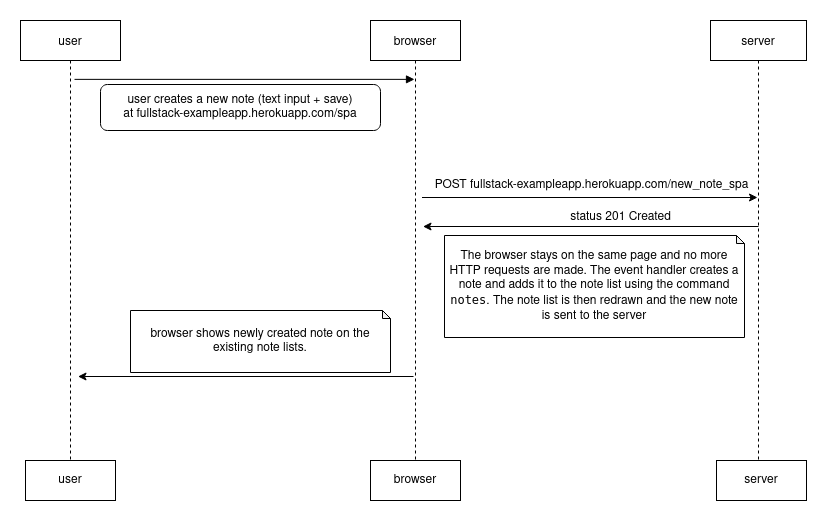 user
browser
server
user creates a new note (text input + save)
at fullstack-exampleapp.herokuapp.com/spa
POST fullstack-exampleapp.herokuapp.com/new_note_spa
status 201 Created
The browser stays on the same page and no more
HTTP requests are made. The event handler creates a
note and adds it to the note list using the command
notes. The note list is then redrawn and the new note
is sent to the server
browser shows newly created note on the
existing note lists.
user
browser
server